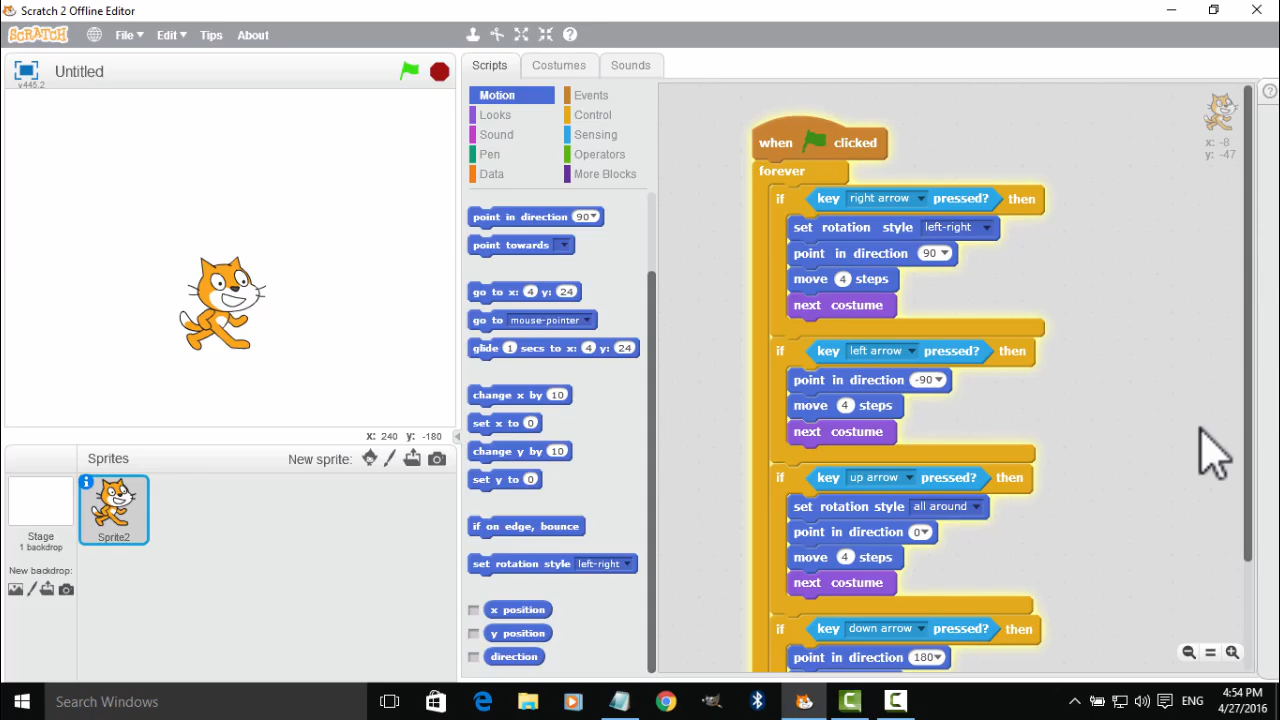 Scratch 2 Offline Editor
SCRATCH File Edit Tips About
v445.2
Untitled
Scripts Costumes Sounds
Motion Events
Looks Control
Sound Sensing
Pen Operators
Data More Blocks
point in direction 90
point towards
go to x: 4 y: 24
go to mouse-pointer
glide 1 secs to x: 4 y: 24
change x by 10
set x to 0
change y by 10
set y to 0
if on edge, bounce
set rotation style left-right
x position
y position
direction
when clicked
forever
if key right arrow pressed? then
set rotation style left-right
point in direction 90
move 4 steps
next costume
if key left arrow pressed? then
point in direction -90
move 4 steps
next costume
if key up arrow pressed? then
set rotation style all around
point in direction 0
move 4 steps
next costume
if key down arrow pressed? then
point in direction 180
x: -8
y: -47
x: 240 y: -180
Sprites New sprite:
Stage
1 backdrop
New backdrop:
Sprite2
Search Windows
ENG
4:54 PM
4/27/2016